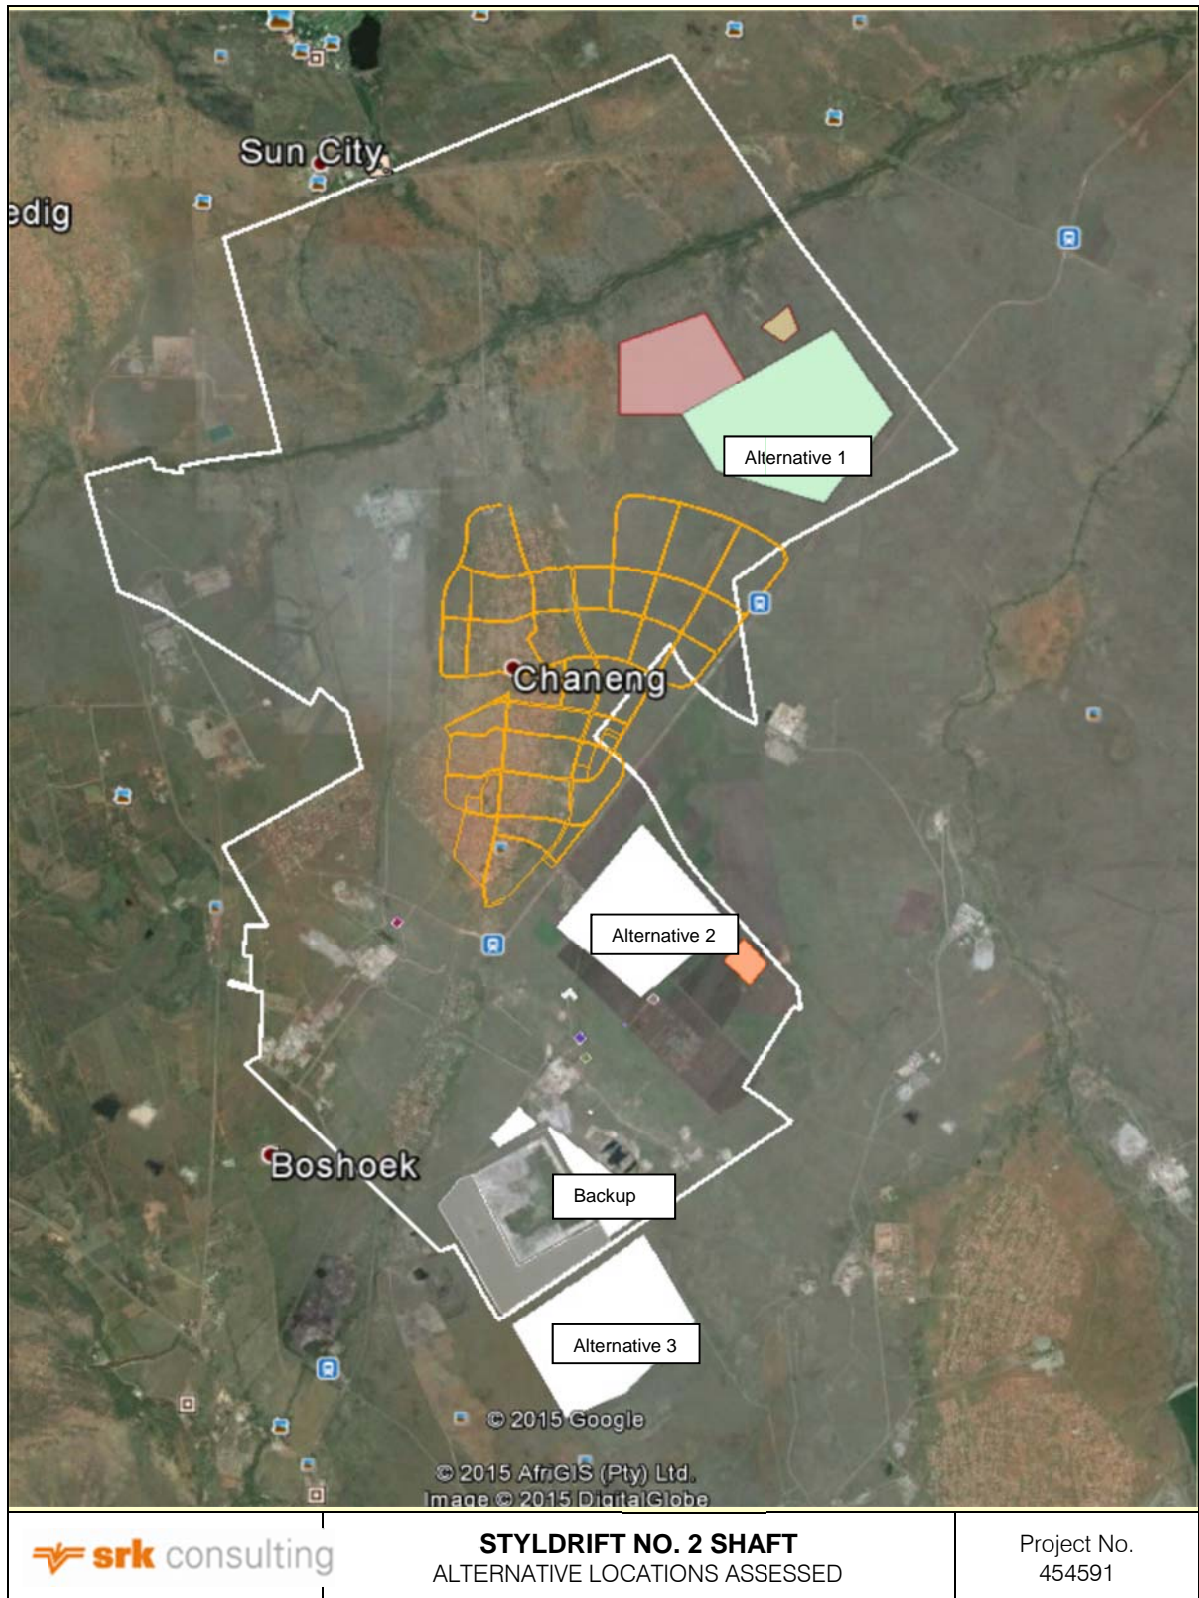 Sun City
edig
Alternative 1
Chaneng
Alternative 2
Boshoek
Backup
Alternative 3
© 2015 Google
© 2015 AfriGIS (Pty) Ltd.
Image © 2015 DigitalGlobe
srk consulting
STYLDRIFT NO. 2 SHAFT
ALTERNATIVE LOCATIONS ASSESSED
Project No.
454591